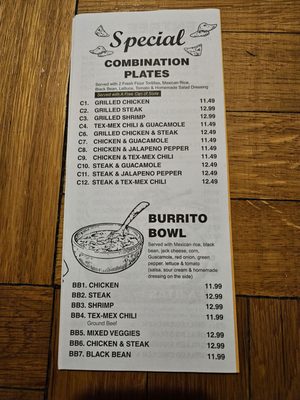 Special
COMBINATION
PLATES
Served with 2 Fresh Flour Tortillas, Mexican Rice,
Black Bean, Lettuce, Tomato & Homemade Salad Dressing
Served with A Free Can of Soda
C1. GRILLED CHICKEN 11.49
C2. GRILLED STEAK 12.99
C3. GRILLED SHRIMP 12.99
C4. TEX-MEX CHILI & GUACAMOLE 11.49
C6. GRILLED CHICKEN & STEAK 12.49
C7. CHICKEN & GUACAMOLE 11.49
C8. CHICKEN & JALAPENO PEPPER 11.49
C9. CHICKEN & TEX-MEX CHILI 11.49
C10. STEAK & GUACAMOLE 12.49
C11. STEAK & JALAPENO PEPPER 12.49
C12. STEAK & TEX-MEX CHILI 12.49
BURRITO
BOWL
Served with Mexican rice, black
bean, jack cheese, corn,
Guacamole, red onion, green
pepper, lettuce & tomato
(salsa, sour cream & homemade
dressing on the side)
BB1. CHICKEN 11.99
BB2. STEAK 12.99
BB3. SHRIMP 12.99
BB4. TEX-MEX CHILI 11.99
Ground Beef
BB5. MIXED VEGGIES 12.99
BB6. CHICKEN & STEAK 12.99
BB7. BLACK BEAN 11.99